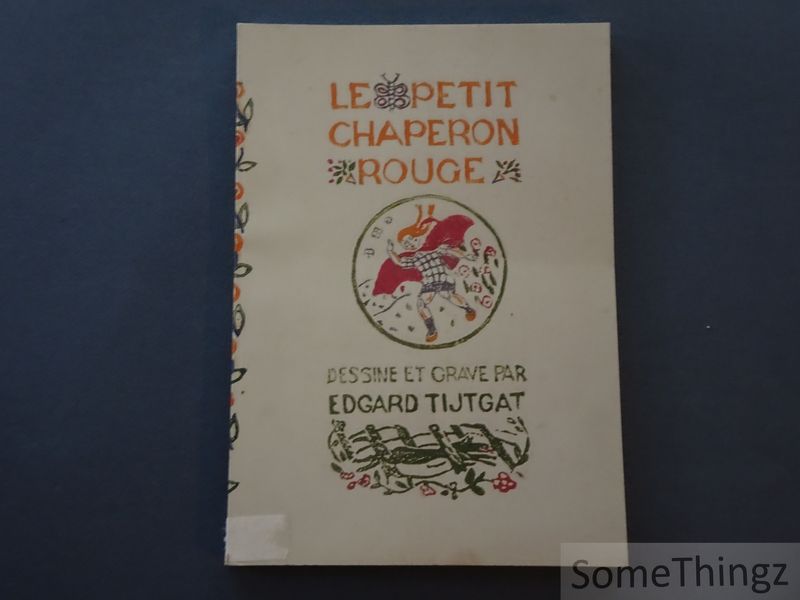 LE PETIT
CHAPERON
ROUGE
DESSINE ET GRAVE PAR
EDGARD TIJTGAT
SomeThingz